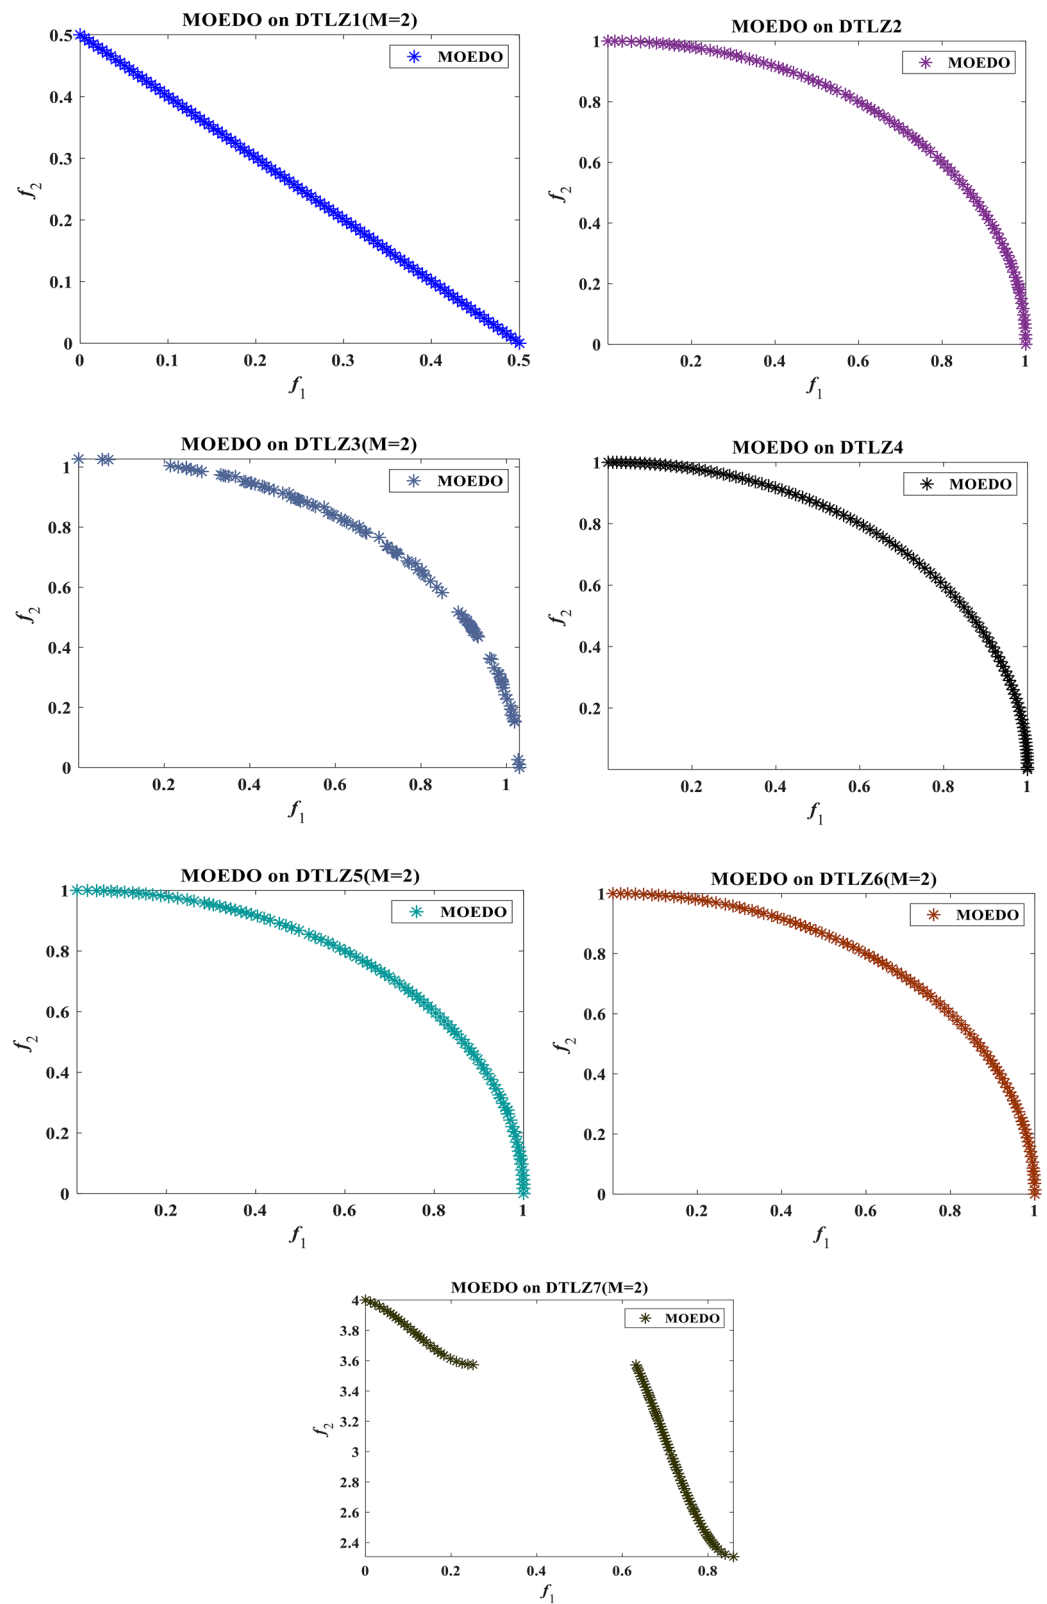 MOEDO on DTLZ1(M=2)
MOEDO
0.5
0.4
0.3
0.2
0.1
0
f2
0 0.1 0.2 0.3 0.4 0.5
f1
MOEDO on DTLZ2
MOEDO
1
0.8
0.6
0.4
0.2
0
f2
0.2 0.4 0.6 0.8 1
f1
MOEDO on DTLZ3(M=2)
MOEDO
1
0.8
0.6
0.4
0.2
0
f2
0.2 0.4 0.6 0.8 1
f1
MOEDO on DTLZ4
MOEDO
1
0.8
0.6
0.4
0.2
f2
0.2 0.4 0.6 0.8 1
f1
MOEDO on DTLZ5(M=2)
MOEDO
1
0.8
0.6
0.4
0.2
0
f2
0.2 0.4 0.6 0.8 1
f1
MOEDO on DTLZ6(M=2)
MOEDO
1
0.8
0.6
0.4
0.2
0
f2
0.2 0.4 0.6 0.8 1
f1
MOEDO on DTLZ7(M=2)
MOEDO
4
3.8
3.6
3.4
3.2
3
2.8
2.6
2.4
f2
0 0.2 0.4 0.6 0.8
f1